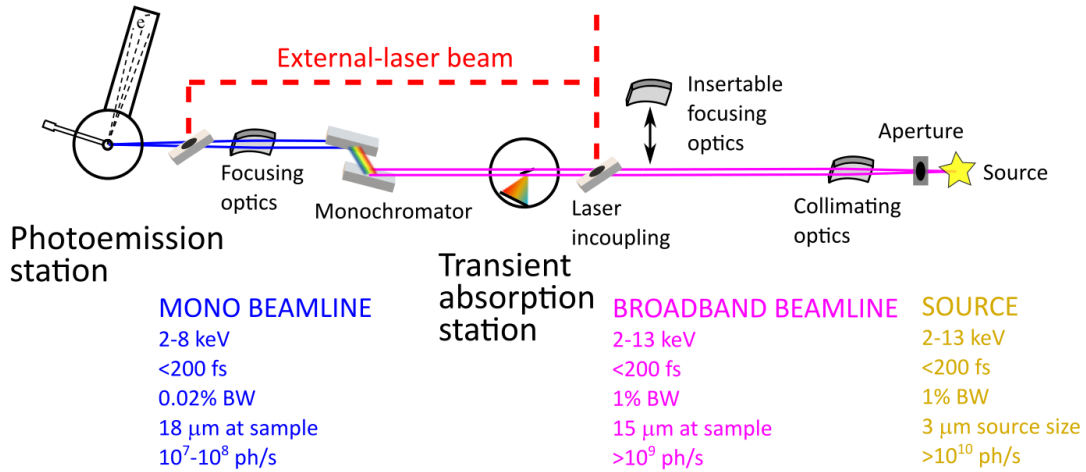 e⁻
External-laser beam
Insertable
focusing
optics
Aperture
Source
Focusing
optics
Monochromator
Laser
incoupling
Collimating
optics
Photoemission
station
Transient
absorption
station
MONO BEAMLINE
2-8 keV
<200 fs
0.02% BW
18 μm at sample
10⁷-10⁸ ph/s
BROADBAND BEAMLINE
2-13 keV
<200 fs
1% BW
15 μm at sample
>10⁹ ph/s
SOURCE
2-13 keV
<200 fs
1% BW
3 μm source size
>10¹⁰ ph/s